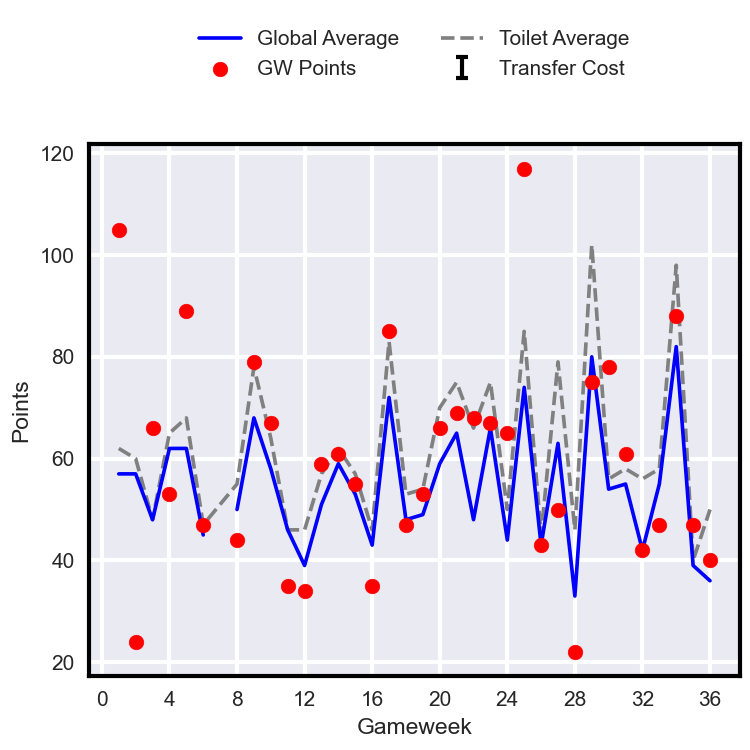 Global Average
Toilet Average
GW Points
Transfer Cost
120
100
80
60
40
20
Points
0 4 8 12 16 20 24 28 32 36
Gameweek